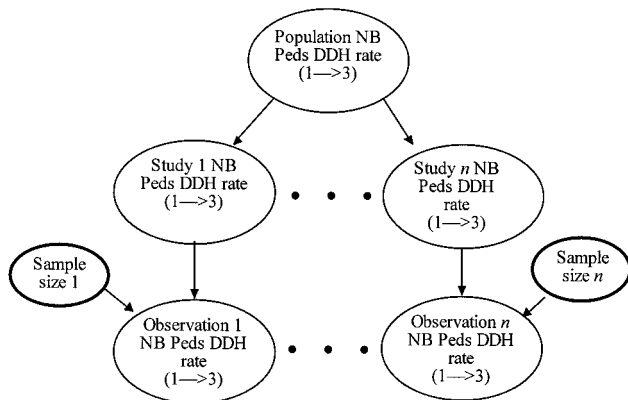 Population NB
Peds DDH rate
(1—>3)
Study 1 NB
Peds DDH rate
(1—>3)
Study n NB
Peds DDH
rate
(1—>3)
Sample
size 1
Sample
size n
Observation 1
NB Peds DDH
rate
(1—>3)
Observation n
NB Peds DDH
rate
(1—>3)